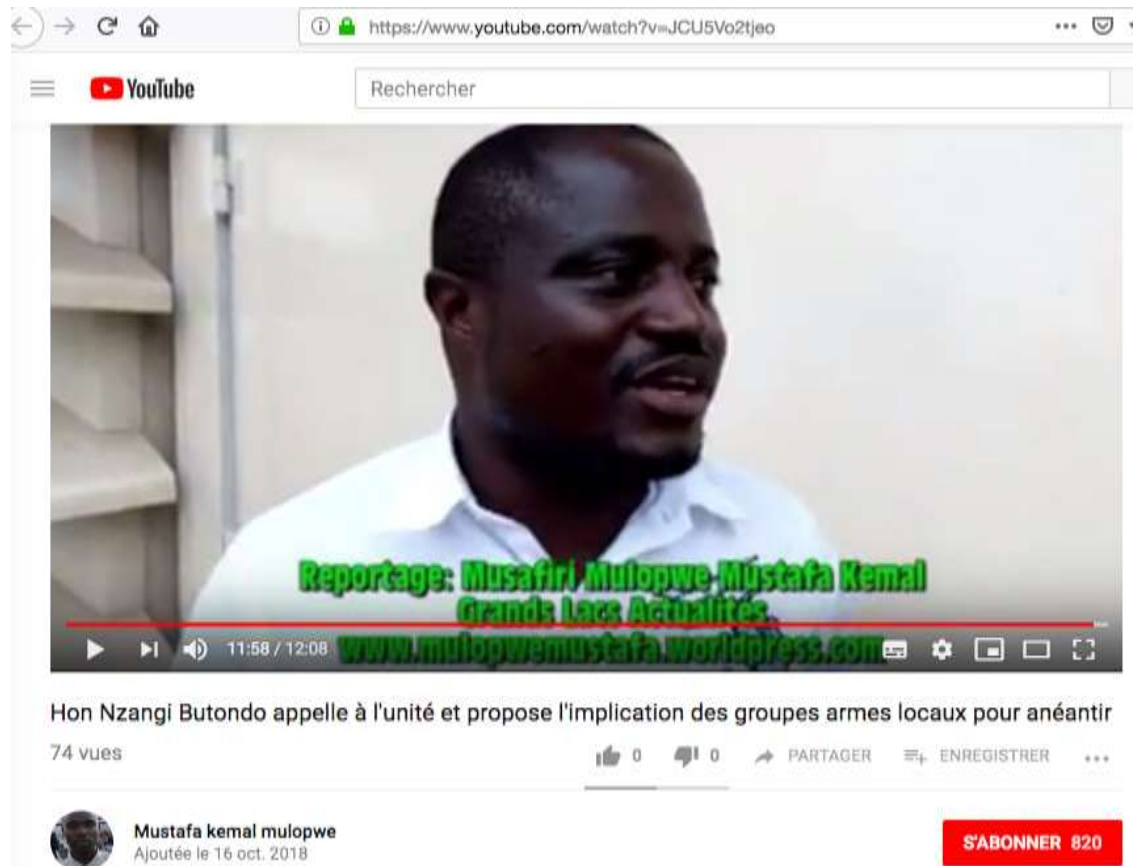 https://www.youtube.com/watch?v=JCU5Vo2tjeo
YouTube
Rechercher
Reportage: Musafiri Mulopwe Mustafa Kemal
Grands Lacs Actualités
11:58 / 12:08
www.mulopwemustafa.worldpress.com
Hon Nzangi Butondo appelle à l'unité et propose l'implication des groupes armes locaux pour anéantir
74 vues
0 0 PARTAGER ENREGISTRER
Mustafa kemal mulopwe
Ajoutée le 16 oct. 2018
S'ABONNER 820